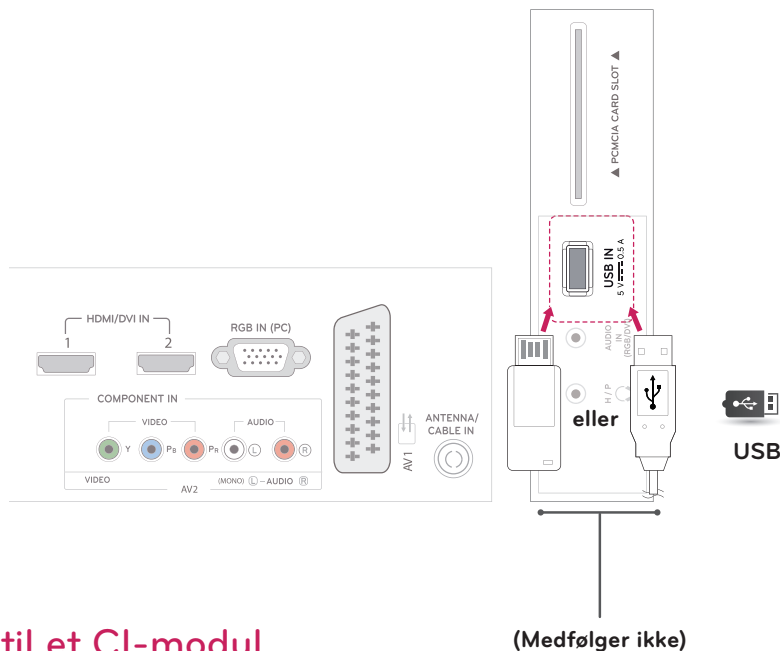 PCMCIA CARD SLOT
USB IN
5 V 0.5 A
AUDIO
IN
(RGB/DVI)
H / P
eller
USB
HDMI/DVI IN
1 2
RGB IN (PC)
COMPONENT IN
VIDEO AUDIO
Y PB PR L R
VIDEO (MONO) L AUDIO R
AV2
AV1
ANTENNA/
CABLE IN
(Medfølger ikke)
til et CI-modul